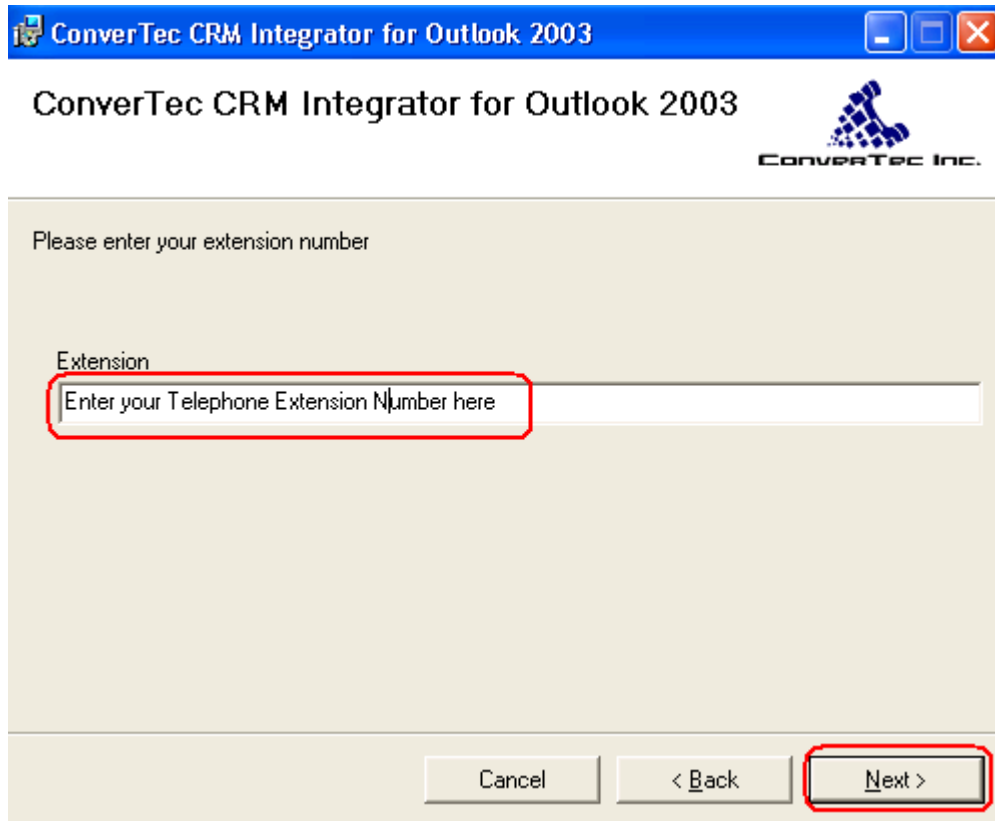 ConverTec CRM Integrator for Outlook 2003
ConverTec CRM Integrator for Outlook 2003
ConverTec Inc.
Please enter your extension number
Extension
Enter your Telephone Extension Number here
Cancel
< Back
Next >